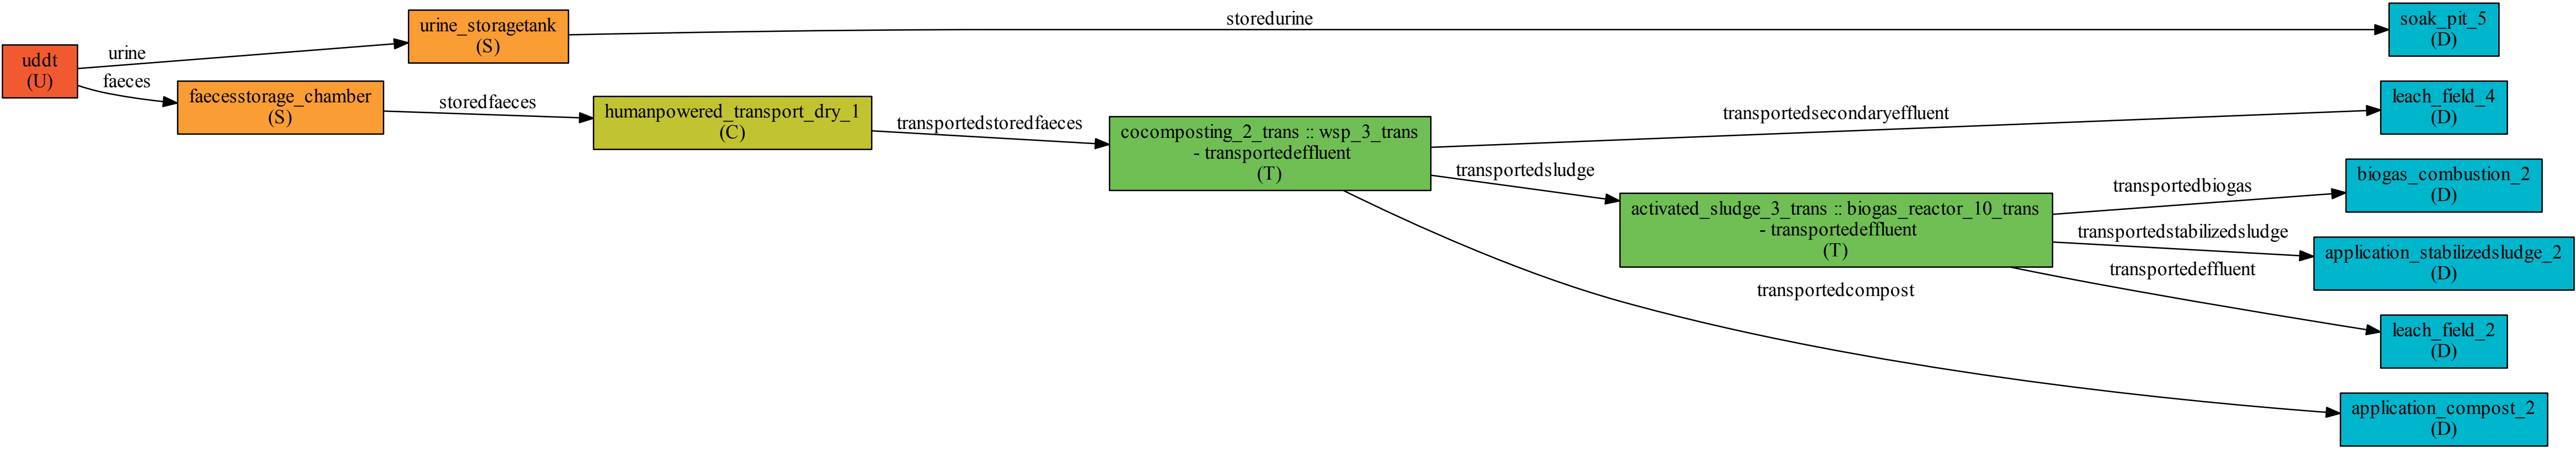 uddt
(U)
urine
faeces
urine_storagetank
(S)
faecesstorage_chamber
(S)
storedurine
storedfaeces
humanpowered_transport_dry_1
(C)
transportedstoredfaeces
cocomposting_2_trans :: wsp_3_trans
- transportedeffluent
(T)
transportedsecondaryeffluent
transportedsludge
transportedcompost
activated_sludge_3_trans :: biogas_reactor_10_trans
- transportedeffluent
(T)
transportedbiogas
transportedstabilizedsludge
transportedeffluent
soak_pit_5
(D)
leach_field_4
(D)
biogas_combustion_2
(D)
application_stabilizedsludge_2
(D)
leach_field_2
(D)
application_compost_2
(D)